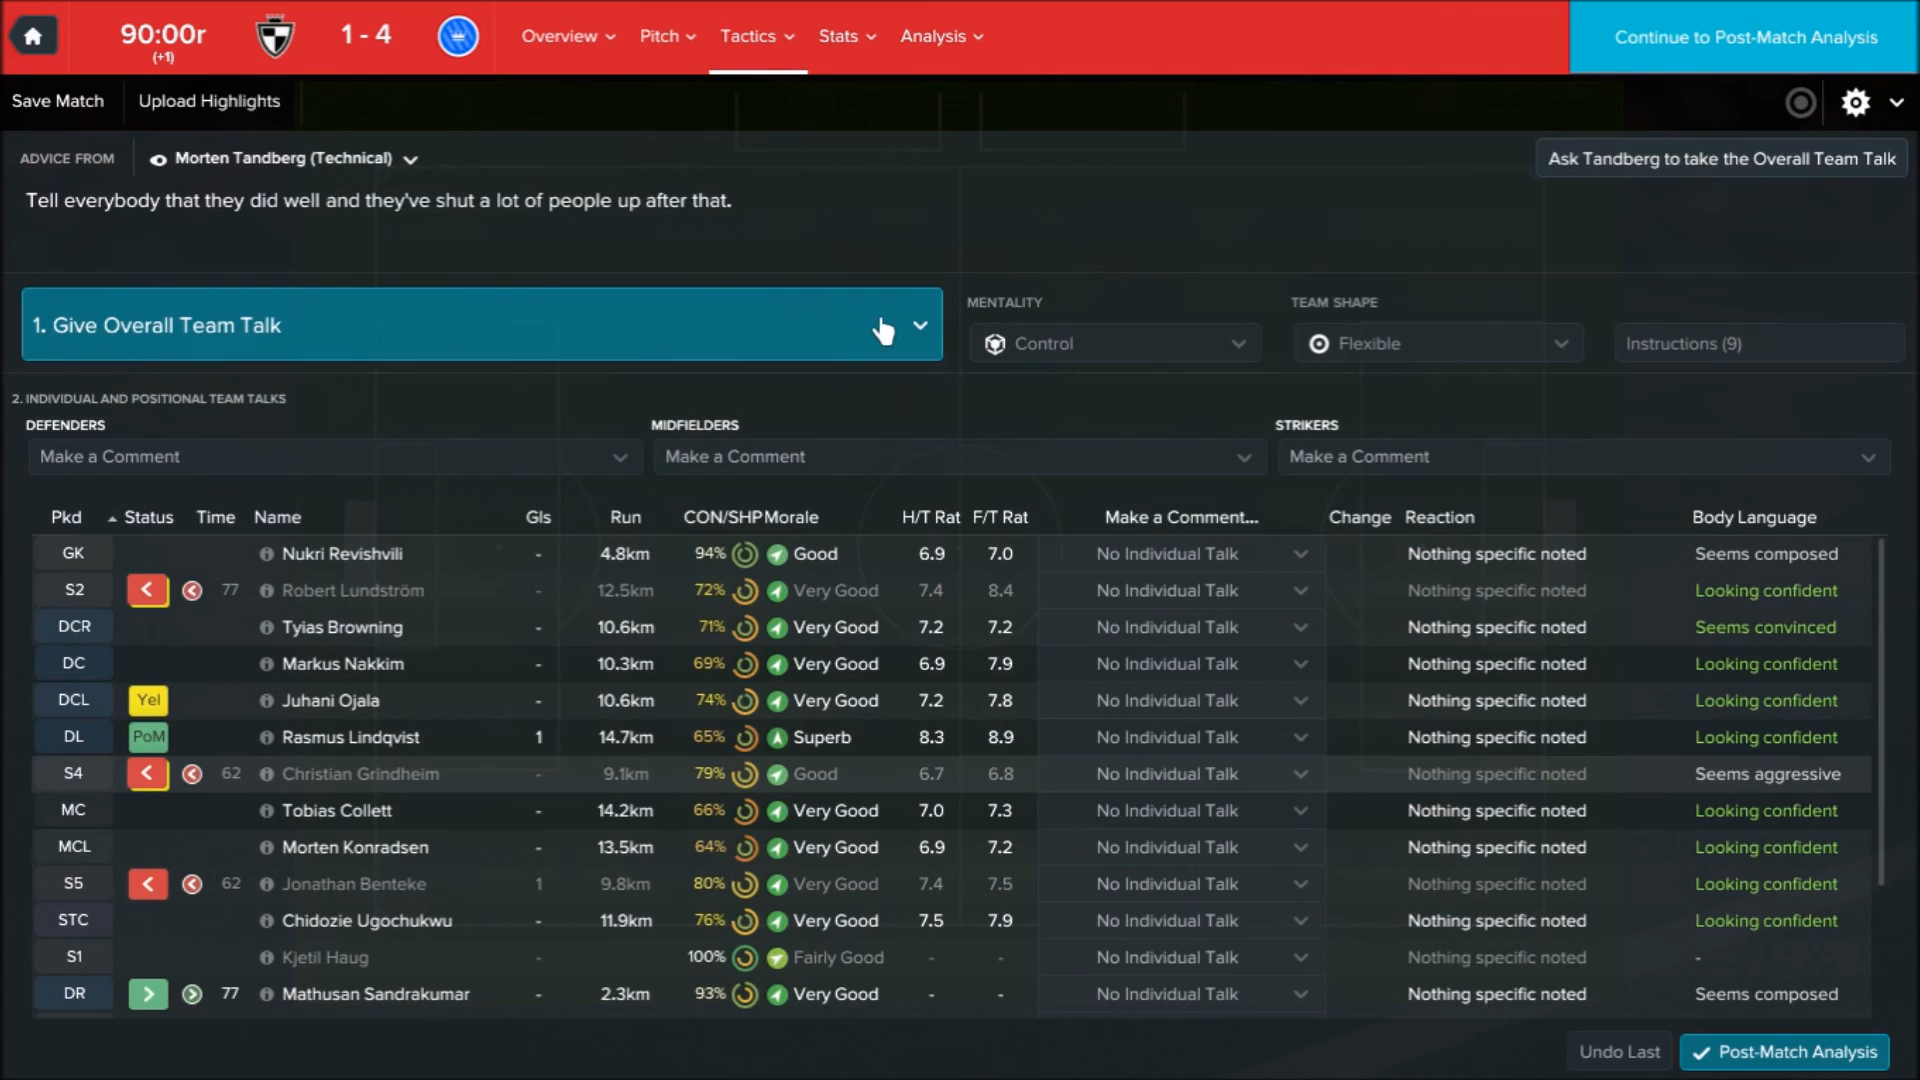 90:00r
(+1)
1 - 4
Overview
Pitch
Tactics
Stats
Analysis
Continue to Post-Match Analysis
Save Match
Upload Highlights
ADVICE FROM
Morten Tandberg (Technical)
Ask Tandberg to take the Overall Team Talk
Tell everybody that they did well and they've shut a lot of people up after that.
1. Give Overall Team Talk
MENTALITY
Control
TEAM SHAPE
Flexible
Instructions (9)
2. INDIVIDUAL AND POSITIONAL TEAM TALKS
DEFENDERS
Make a Comment
MIDFIELDERS
Make a Comment
STRIKERS
Make a Comment
Pkd Status Time Name Gls Run CON/SHP Morale H/T Rat F/T Rat Make a Comment... Change Reaction Body Language
GK Nukri Revishvili - 4.8km 94% Good 6.9 7.0 No Individual Talk Nothing specific noted Seems composed
S2 77 Robert Lundström - 12.5km 72% Very Good 7.4 8.4 No Individual Talk Nothing specific noted Looking confident
DCR Tyias Browning - 10.6km 71% Very Good 7.2 7.2 No Individual Talk Nothing specific noted Seems convinced
DC Markus Nakkim - 10.3km 69% Very Good 6.9 7.9 No Individual Talk Nothing specific noted Looking confident
DCL Yel Juhani Ojala - 10.6km 74% Very Good 7.2 7.8 No Individual Talk Nothing specific noted Looking confident
DL PoM Rasmus Lindqvist 1 14.7km 65% Superb 8.3 8.9 No Individual Talk Nothing specific noted Looking confident
S4 62 Christian Grindheim - 9.1km 79% Good 6.7 6.8 No Individual Talk Nothing specific noted Seems aggressive
MC Tobias Collett - 14.2km 66% Very Good 7.0 7.3 No Individual Talk Nothing specific noted Looking confident
MCL Morten Konradsen - 13.5km 64% Very Good 6.9 7.2 No Individual Talk Nothing specific noted Looking confident
S5 62 Jonathan Benteke 1 9.8km 80% Very Good 7.4 7.5 No Individual Talk Nothing specific noted Looking confident
STC Chidozie Ugochukwu - 11.9km 76% Very Good 7.5 7.9 No Individual Talk Nothing specific noted Looking confident
S1 Kjetil Haug - 100% Fairly Good - - No Individual Talk Nothing specific noted -
DR 77 Mathusan Sandrakumar - 2.3km 93% Very Good - - No Individual Talk Nothing specific noted Seems composed
Undo Last
Post-Match Analysis